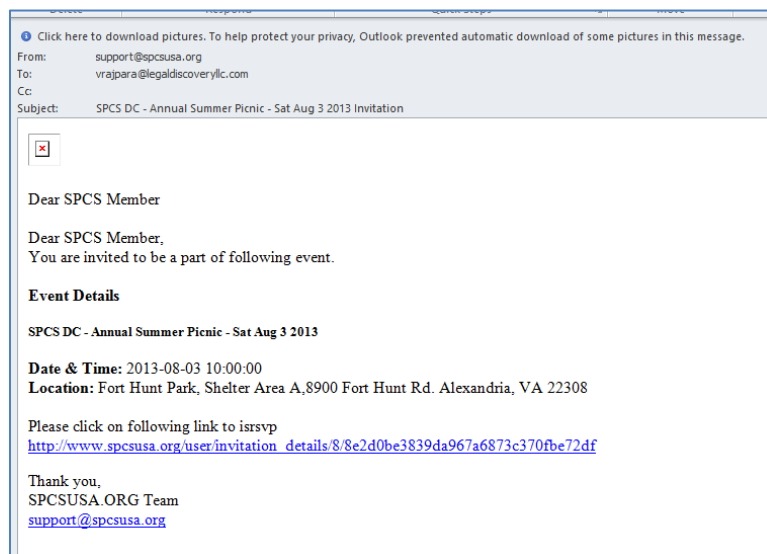 Click here to download pictures. To help protect your privacy, Outlook prevented automatic download of some pictures in this message.
From: support@spcsusa.org
To: vrajpara@legaldiscoveryllc.com
Cc:
Subject: SPCS DC - Annual Summer Picnic - Sat Aug 3 2013 Invitation
Dear SPCS Member
Dear SPCS Member,
You are invited to be a part of following event.
Event Details
SPCS DC - Annual Summer Picnic - Sat Aug 3 2013
Date & Time: 2013-08-03 10:00:00
Location: Fort Hunt Park, Shelter Area A,8900 Fort Hunt Rd. Alexandria, VA 22308
Please click on following link to isrsvp
http://www.spcsusa.org/user/invitation_details/8/8e2d0be3839da967a6873c370fbe72df
Thank you,
SPCSUSA.ORG Team
support@spcsusa.org